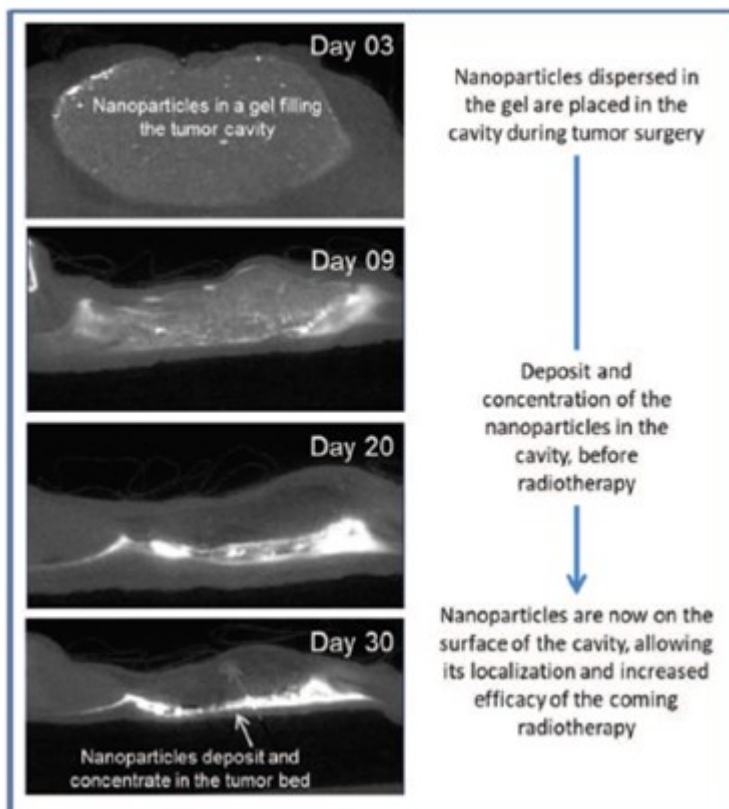 Day 03
Nanoparticles in a gel filling
the tumor cavity
Nanoparticles dispersed in
the gel are placed in the
cavity during tumor surgery
Day 09
Deposit and
concentration of the
nanoparticles in the
cavity, before
radiotherapy
Day 20
Nanoparticles are now on the
surface of the cavity, allowing
its localization and increased
efficacy of the coming
radiotherapy
Day 30
Nanoparticles deposit and
concentrate in the tumor bed